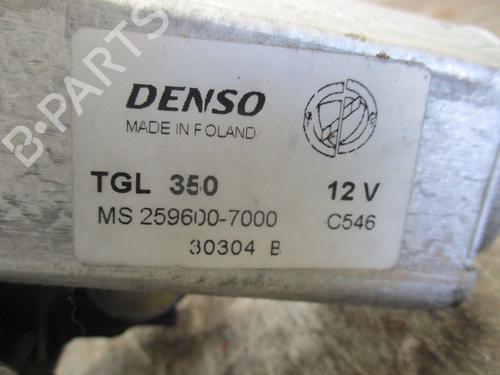 B-PARTS
DENSO
MADE IN POLAND
TGL 350 12 V
MS 259600-7000 C546
30304 B